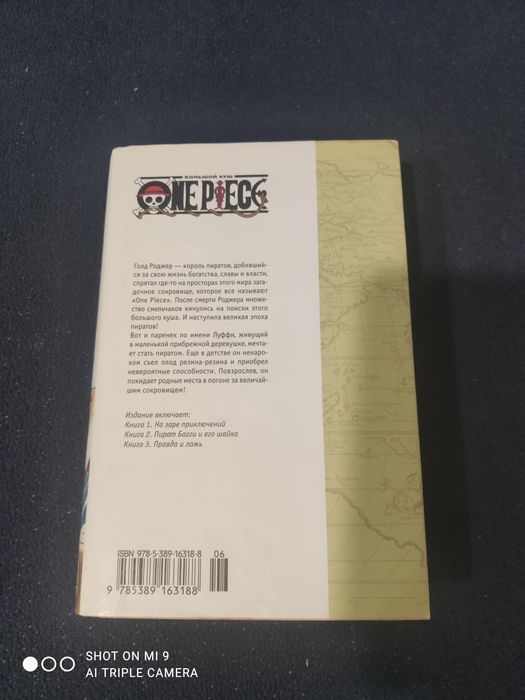 БОЛЬШОЙ КУШ
ONE PIECE
Голд Роджер — король пиратов, добивший-
ся за свою жизнь богатства, славы и власти,
спрятал где-то на просторах этого мира зага-
дочное сокровище, которое все называют
«One Piece». После смерти Роджера множе-
ство смельчаков кинулись на поиски этого
большого куша. И наступила великая эпоха
пиратов!
Вот и паренек по имени Луффи, живущий
в маленькой прибрежной деревушке, мечта-
ет стать пиратом. Еще в детстве он ненаро-
ком съел плод резина-резина и приобрел
невероятные способности. Повзрослев, он
покидает родные места в погоне за величай-
шим сокровищем!
Издание включает:
Книга 1. На заре приключений
Книга 2. Пират Багги и его шайка
Книга 3. Правда и ложь
ISBN 978-5-389-16318-8 06
9 785389 163188
SHOT ON MI 9
AI TRIPLE CAMERA